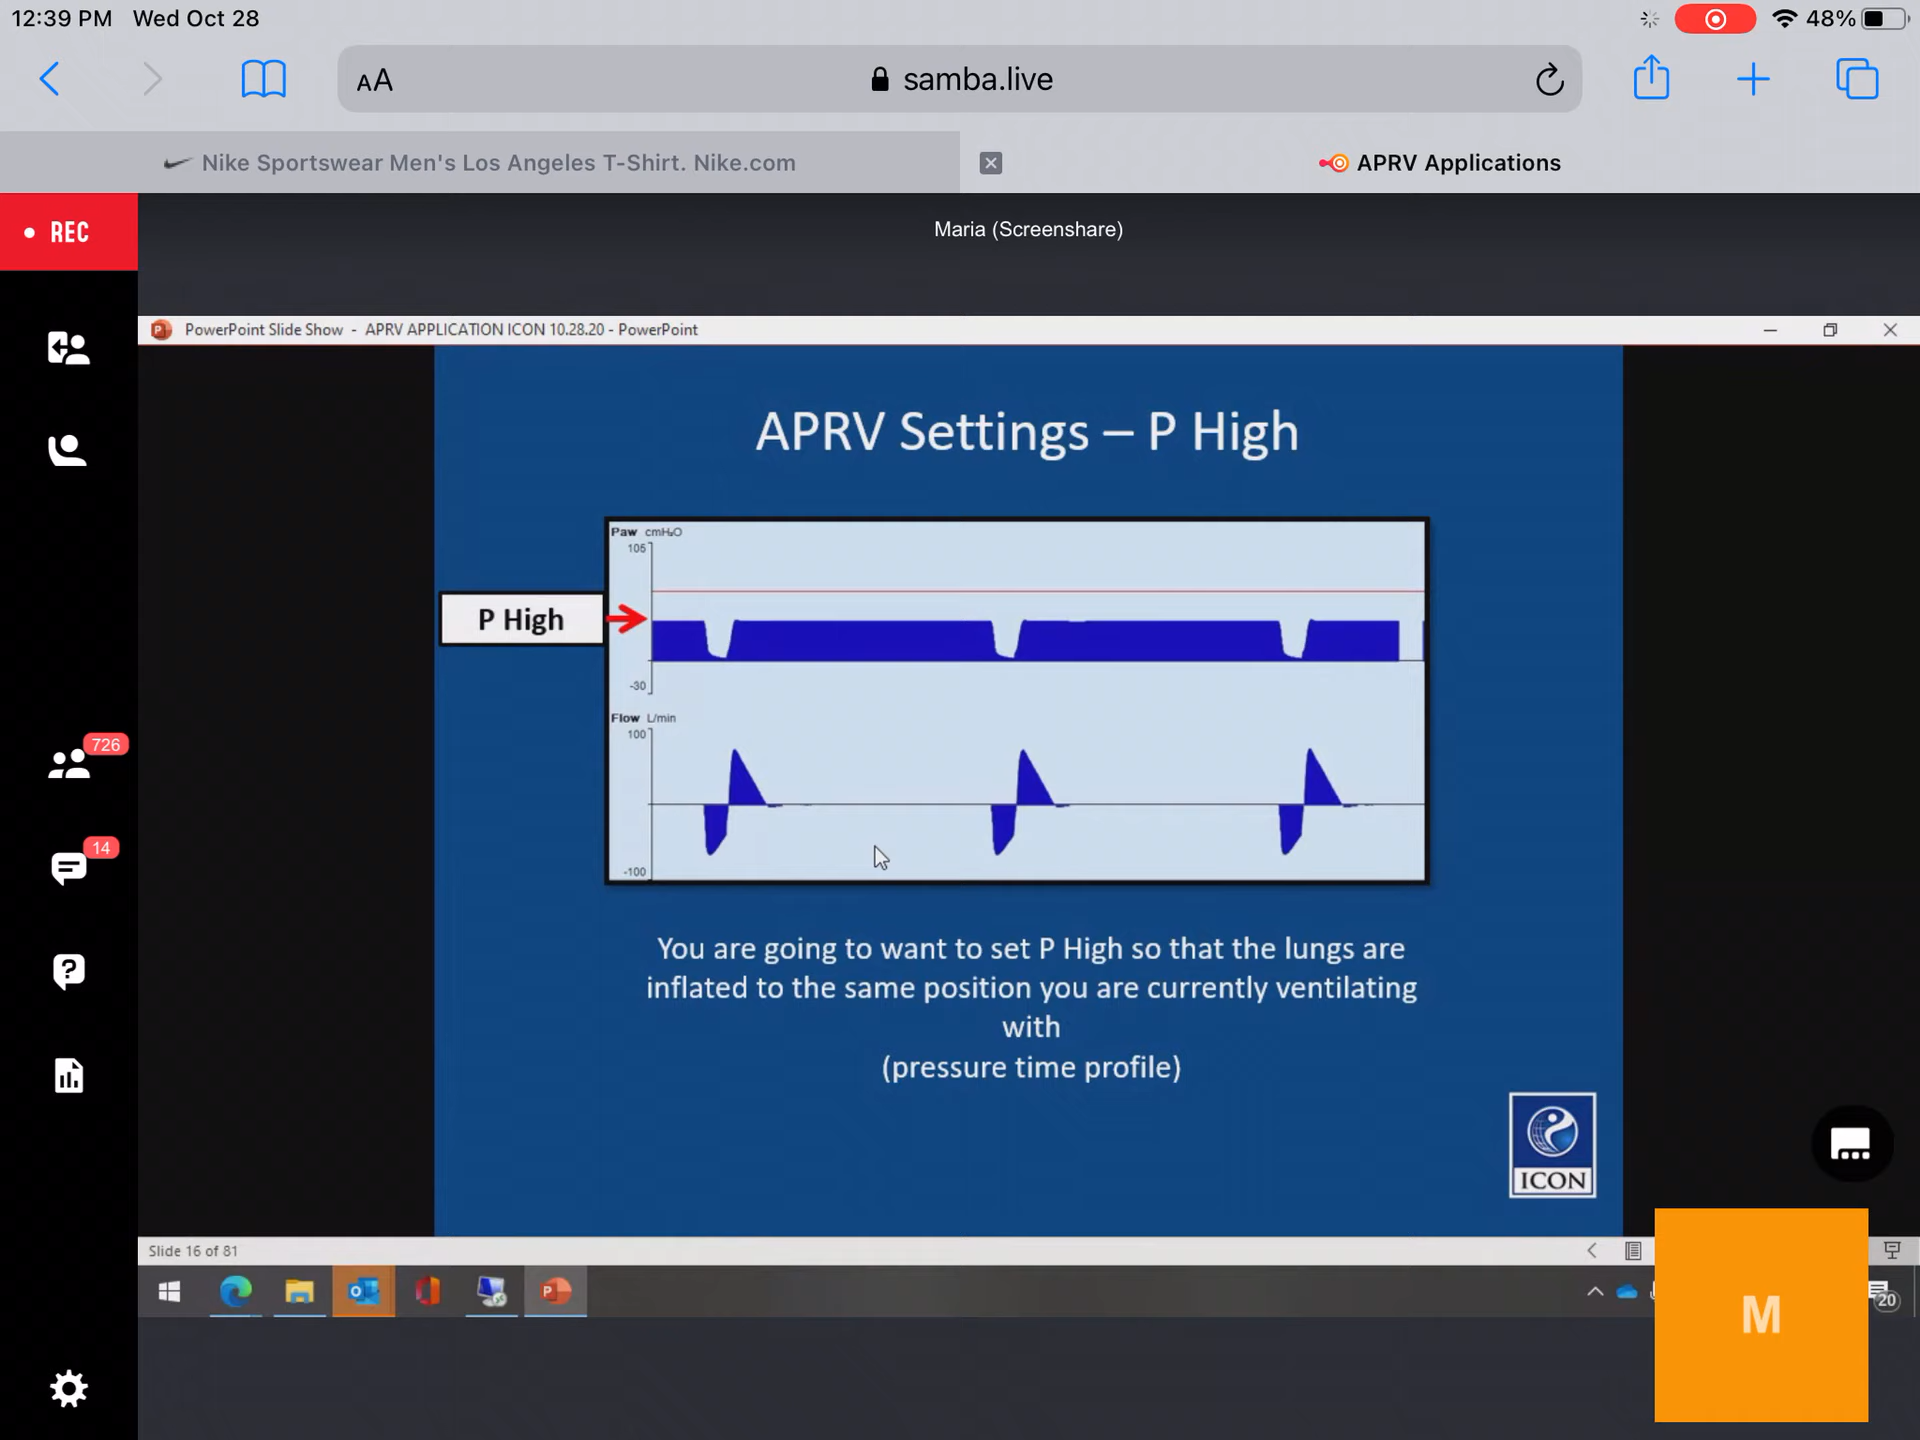 12:39 PM Wed Oct 28
48%
AA
samba.live
Nike Sportswear Men's Los Angeles T-Shirt. Nike.com
APRV Applications
REC
Maria (Screenshare)
PowerPoint Slide Show - APRV APPLICATION ICON 10.28.20 - PowerPoint
APRV Settings – P High
Paw cmH₂O
105
P High
-30
Flow L/min
100
-100
726
14
You are going to want to set P High so that the lungs are
inflated to the same position you are currently ventilating
with
(pressure time profile)
ICON
Slide 16 of 81
20
M